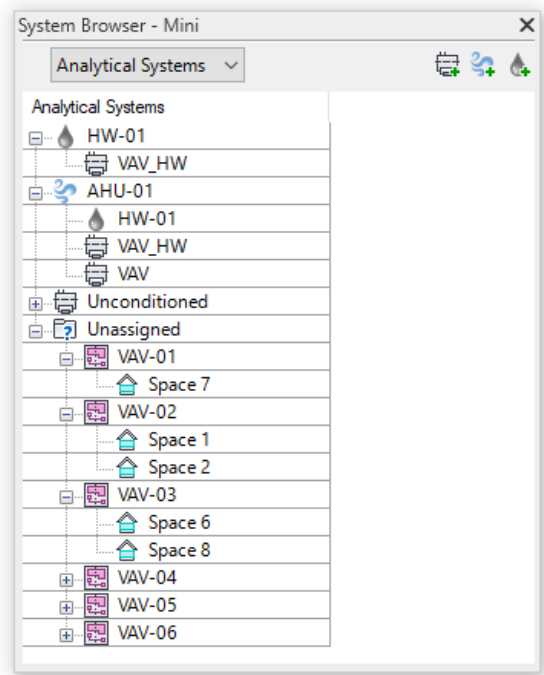 System Browser - Mini
Analytical Systems
Analytical Systems
HW-01
VAV_HW
AHU-01
HW-01
VAV_HW
VAV
Unconditioned
Unassigned
VAV-01
Space 7
VAV-02
Space 1
Space 2
VAV-03
Space 6
Space 8
VAV-04
VAV-05
VAV-06